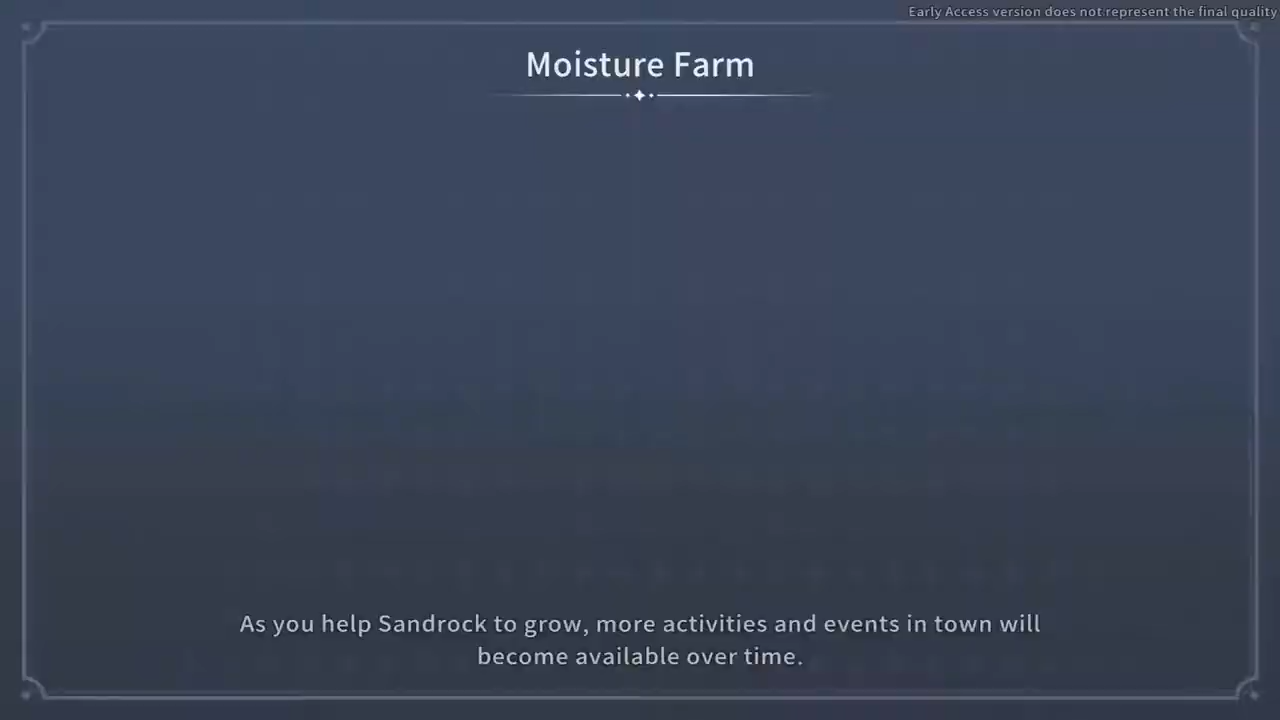 Early Access version does not represent the final quality
Moisture Farm
As you help Sandrock to grow, more activities and events in town will
become available over time.